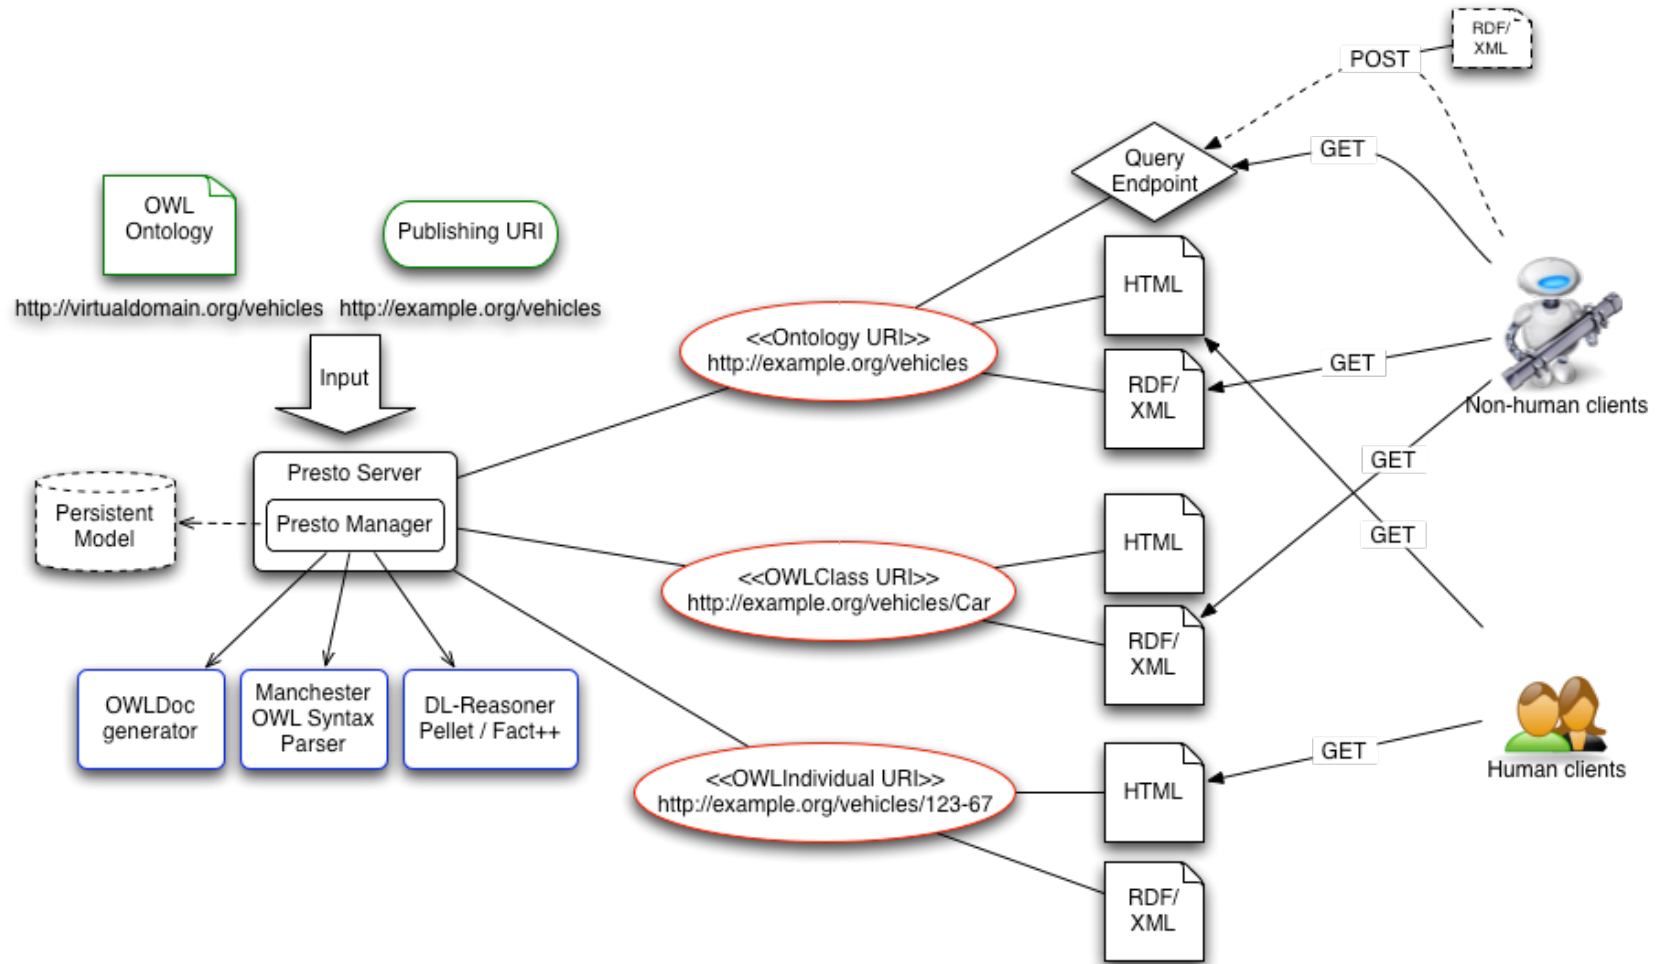 RDF/
XML
POST
GET
Query
Endpoint
OWL
Ontology
Publishing URI
http://virtualdomain.org/vehicles
http://example.org/vehicles
Input
HTML
<<Ontology URI>>
http://example.org/vehicles
RDF/
XML
GET
Non-human clients
GET
GET
Presto Server
Presto Manager
Persistent
Model
HTML
<<OWLClass URI>>
http://example.org/vehicles/Car
RDF/
XML
OWLDoc
generator
Manchester
OWL Syntax
Parser
DL-Reasoner
Pellet / Fact++
<<OWLIndividual URI>>
http://example.org/vehicles/123-67
HTML
GET
Human clients
RDF/
XML